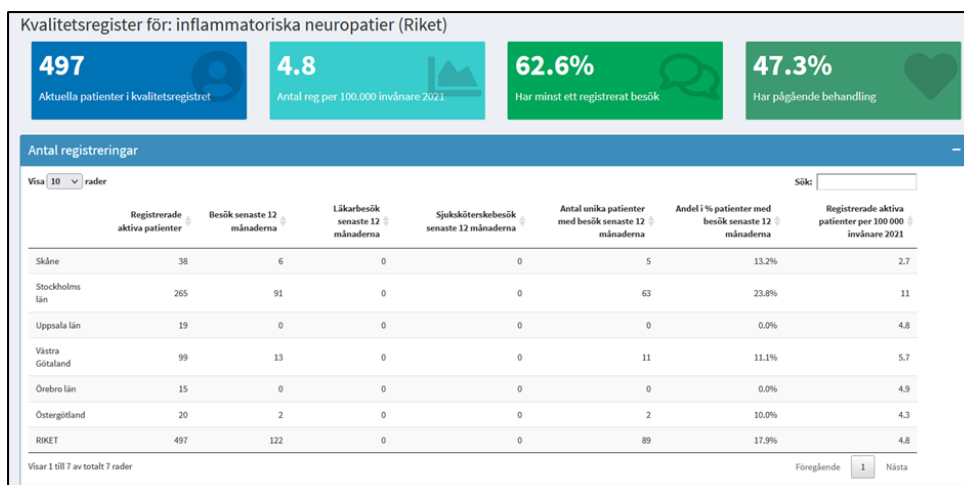 Kvalitetsregister för: inflammatoriska neuropatier (Riket)
497
Aktuella patienter i kvalitetsregistret
4.8
Antal reg per 100.000 invånare 2021
62.6%
Har minst ett registrerat besök
47.3%
Har pågående behandling
Antal registreringar
Visa 10 rader
Sök:
Registrerade aktiva patienter Besök senaste 12 månaderna Läkarbesök senaste 12 månaderna Sjuksköterskebesök senaste 12 månaderna Antal unika patienter med besök senaste 12 månaderna Andel i % patienter med besök senaste 12 månaderna Registrerade aktiva patienter per 100 000 invånare 2021
Skåne 38 6 0 0 5 13.2% 2.7
Stockholms län 265 91 0 0 63 23.8% 11
Uppsala län 19 0 0 0 0 0.0% 4.8
Västra Götaland 99 13 0 0 11 11.1% 5.7
Örebro län 15 0 0 0 0 0.0% 4.9
Östergötland 20 2 0 0 2 10.0% 4.3
RIKET 497 122 0 0 89 17.9% 4.8
Visar 1 till 7 av totalt 7 rader
Föregående 1 Nästa